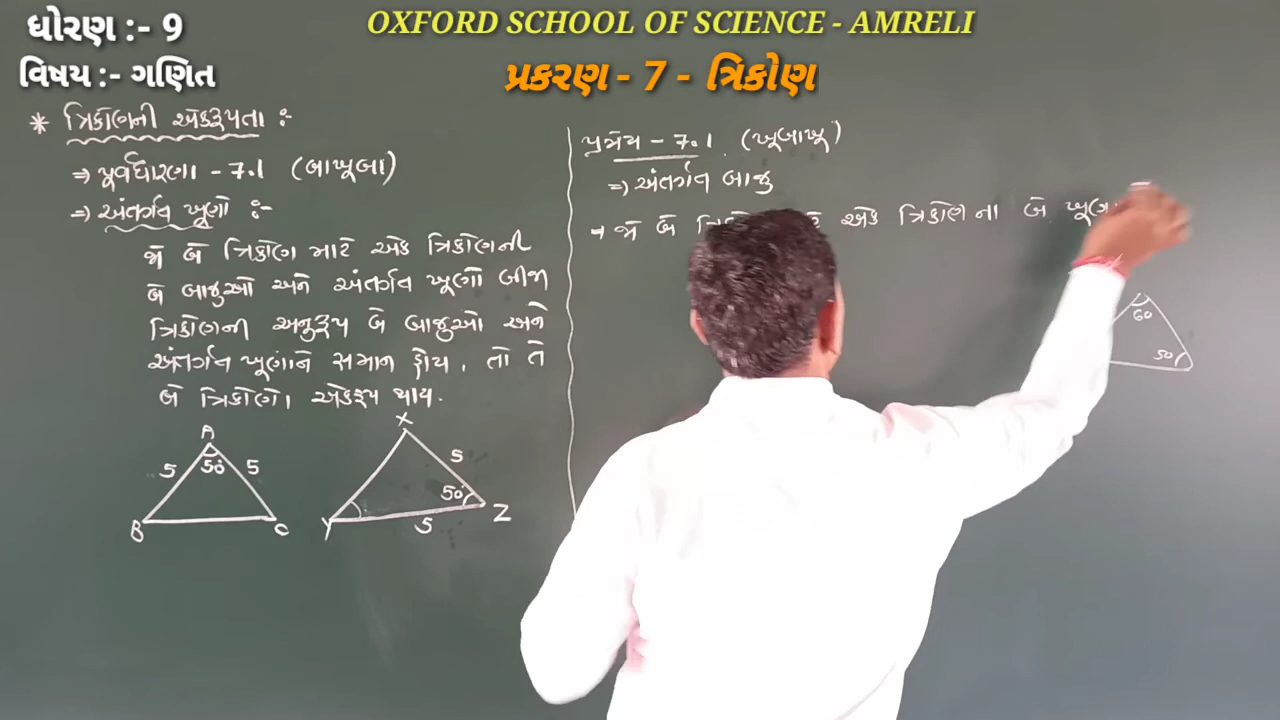 ધોરણ :- 9
વિષય :- ગણિત
OXFORD SCHOOL OF SCIENCE - AMRELI
પ્રકરણ - 7 - ત્રિકોણ
* ત્રિકોણની એકરૂપતા :-
⇒ પૂર્વધારણા - 7.1 (બાખૂબા)
⇒ અંતર્ગત ખૂણો :-
જો બે ત્રિકોણ માટે એક ત્રિકોણની
બે બાજુઓ અને અંતર્ગત ખૂણો બીજા
ત્રિકોણની અનુરૂપ બે બાજુઓ અને
અંતર્ગત ખૂણાને સમાન હોય, તો તે
બે ત્રિકોણો એકરૂપ થાય.
A
5 50° 5
B C
X
5
50°
Y 5 Z
પ્રમેય - 7.1 (ખૂબાખૂ)
⇒ અંતર્ગત બાજુ
→ જો બે એક ત્રિકોણ ના બે
60
50